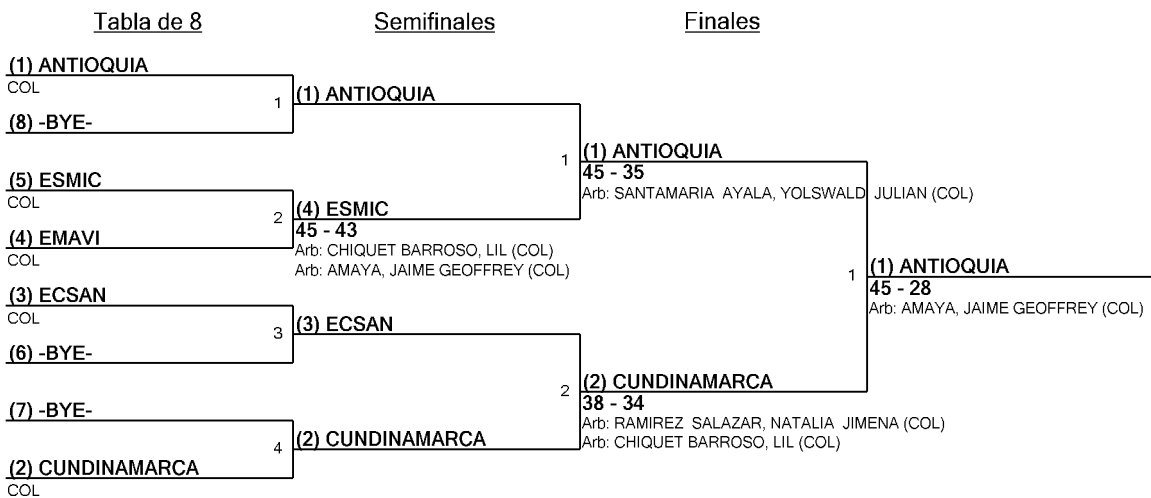 Tabla de 8
Semifinales
Finales
(1) ANTIOQUIA
COL
1
(8) -BYE-
(5) ESMIC
COL
2
(4) EMAVI
COL
(3) ECSAN
COL
3
(6) -BYE-
(7) -BYE-
4
(2) CUNDINAMARCA
COL
(1) ANTIOQUIA
1
(4) ESMIC
45 - 43
Arb: CHIQUET BARROSO, LIL (COL)
Arb: AMAYA, JAIME GEOFFREY (COL)
(3) ECSAN
2
(2) CUNDINAMARCA
(1) ANTIOQUIA
45 - 35
Arb: SANTAMARIA AYALA, YOLSWALD JULIAN (COL)
1
(2) CUNDINAMARCA
38 - 34
Arb: RAMIREZ SALAZAR, NATALIA JIMENA (COL)
Arb: CHIQUET BARROSO, LIL (COL)
(1) ANTIOQUIA
45 - 28
Arb: AMAYA, JAIME GEOFFREY (COL)